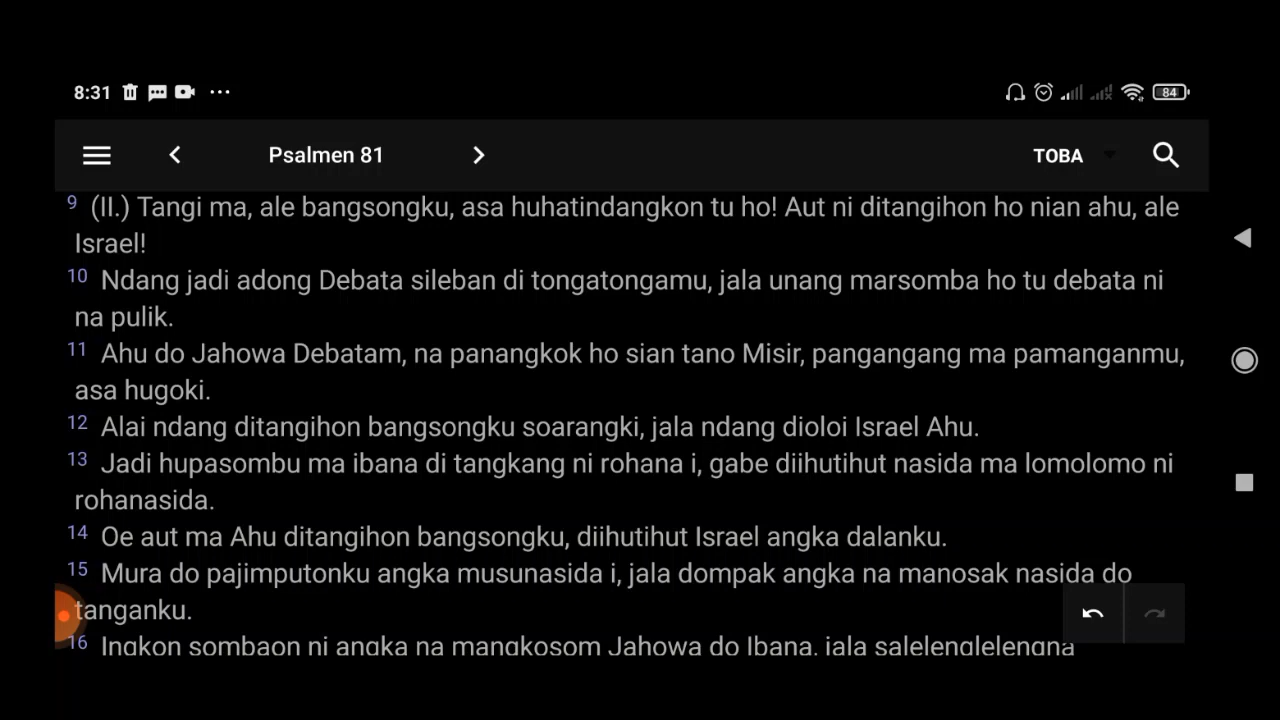 8:31 ...
84
Psalmen 81
TOBA
9 (II.) Tangi ma, ale bangsongku, asa huhatindangkon tu ho! Aut ni ditangihon ho nian ahu, ale
Israel!
10 Ndang jadi adong Debata sileban di tongatongamu, jala unang marsomba ho tu debata ni
na pulik.
11 Ahu do Jahowa Debatam, na panangkok ho sian tano Misir, pangangang ma pamanganmu,
asa hugoki.
12 Alai ndang ditangihon bangsongku soarangki, jala ndang dioloi Israel Ahu.
13 Jadi hupasombu ma ibana di tangkang ni rohana i, gabe diihutihut nasida ma lomolomo ni
rohanasida.
14 Oe aut ma Ahu ditangihon bangsongku, diihutihut Israel angka dalanku.
15 Mura do pajimputonku angka musunasida i, jala dompak angka na manosak nasida do
tanganku.
16 Ingkon sombaon ni angka na mangkosom Jahowa do Ibana, jala salelenglelengna